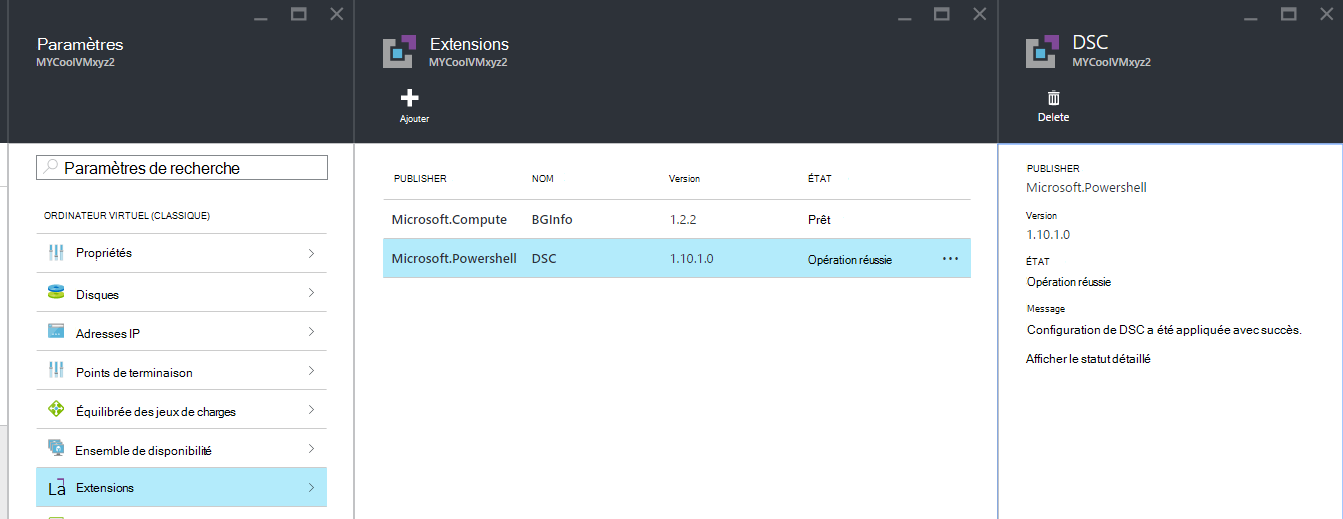 Paramètres
MYCoolVMxyz2
Paramètres de recherche
ORDINATEUR VIRTUEL (CLASSIQUE)
Propriétés
Disques
Adresses IP
Points de terminaison
Équilibrée des jeux de charges
Ensemble de disponibilité
La Extensions
Extensions
MYCoolVMxyz2
Ajouter
PUBLISHER NOM Version ÉTAT
Microsoft.Compute BGInfo 1.2.2 Prêt
Microsoft.Powershell DSC 1.10.1.0 Opération réussie ...
DSC
MYCoolVMxyz2
Delete
PUBLISHER
Microsoft.Powershell
Version
1.10.1.0
ÉTAT
Opération réussie
Message
Configuration de DSC a été appliquée avec succès.
Afficher le statut détaillé